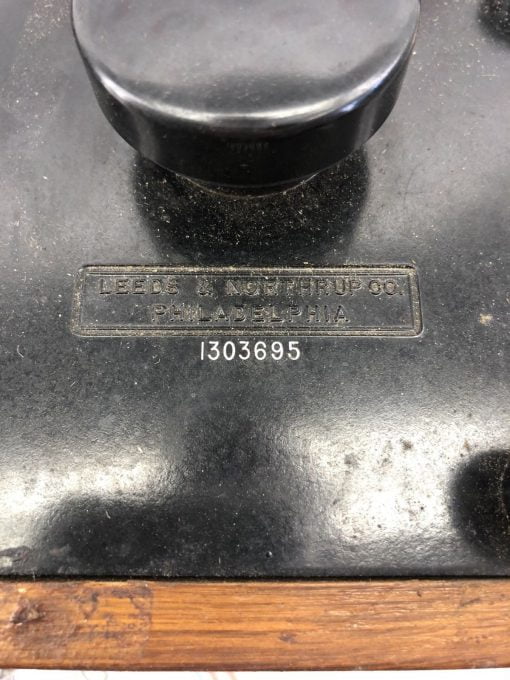 LEEDS & NORTHRUP CO.
PHILADELPHIA
1303695